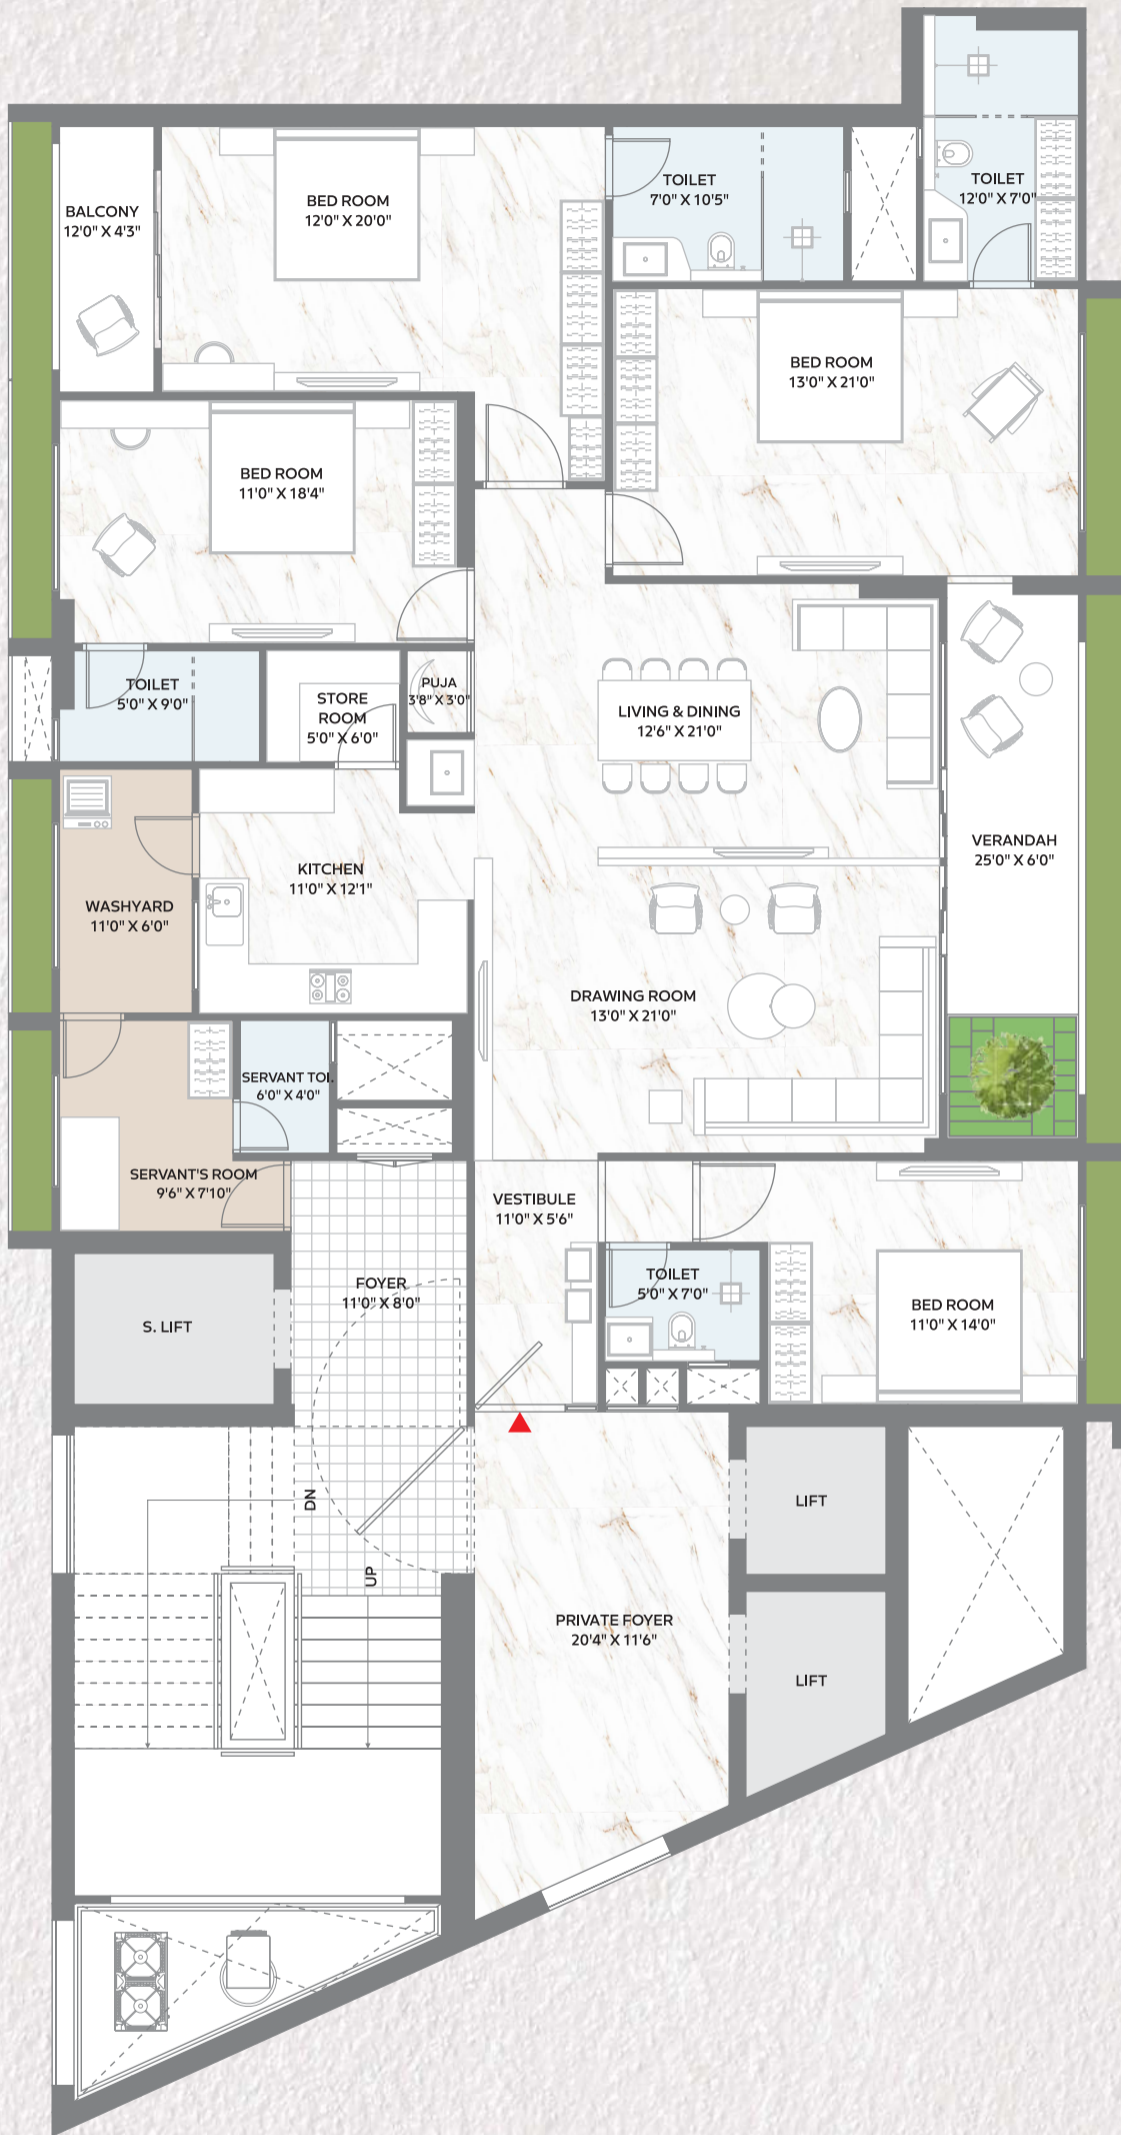 BALCONY
12'0" X 4'3"
BED ROOM
12'0" X 20'0"
TOILET
7'0" X 10'5"
TOILET
12'0" X 7'0"
BED ROOM
13'0" X 21'0"
BED ROOM
11'0" X 18'4"
TOILET
5'0" X 9'0"
STORE
ROOM
5'0" X 6'0"
PUJA
3'8" X 3'0"
LIVING & DINING
12'6" X 21'0"
VERANDAH
25'0" X 6'0"
KITCHEN
11'0" X 12'1"
WASHYARD
11'0" X 6'0"
DRAWING ROOM
13'0" X 21'0"
SERVANT TOI.
6'0" X 4'0"
SERVANT'S ROOM
9'6" X 7'10"
VESTIBULE
11'0" X 5'6"
FOYER
11'0" X 8'0"
TOILET
5'0" X 7'0"
BED ROOM
11'0" X 14'0"
S. LIFT
DN
UP
LIFT
PRIVATE FOYER
20'4" X 11'6"
LIFT